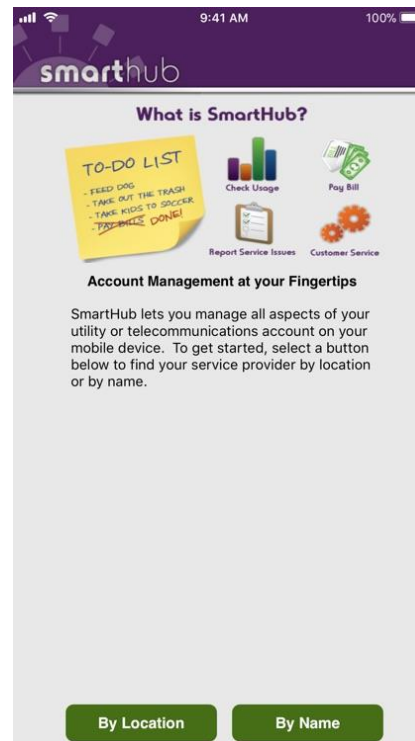 9:41 AM
100%
smarthub
What is SmartHub?
TO-DO LIST
- FEED DOG
- TAKE OUT THE TRASH
- TAKE KIDS TO SOCCER
- PAY BILLS DONE!
Check Usage
Pay Bill
Report Service Issues
Customer Service
Account Management at your Fingertips
SmartHub lets you manage all aspects of your
utility or telecommunications account on your
mobile device. To get started, select a button
below to find your service provider by location
or by name.
By Location
By Name